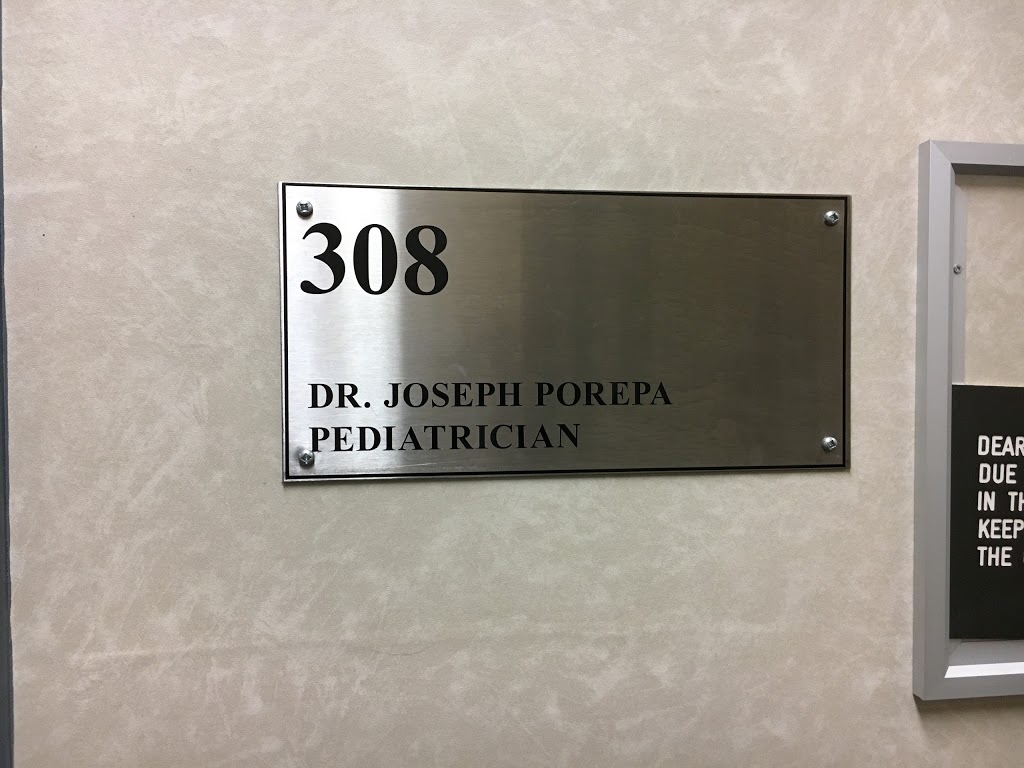 308
DR. JOSEPH POREPA
PEDIATRICIAN
DEAR
DUE
IN
KEEP
THE